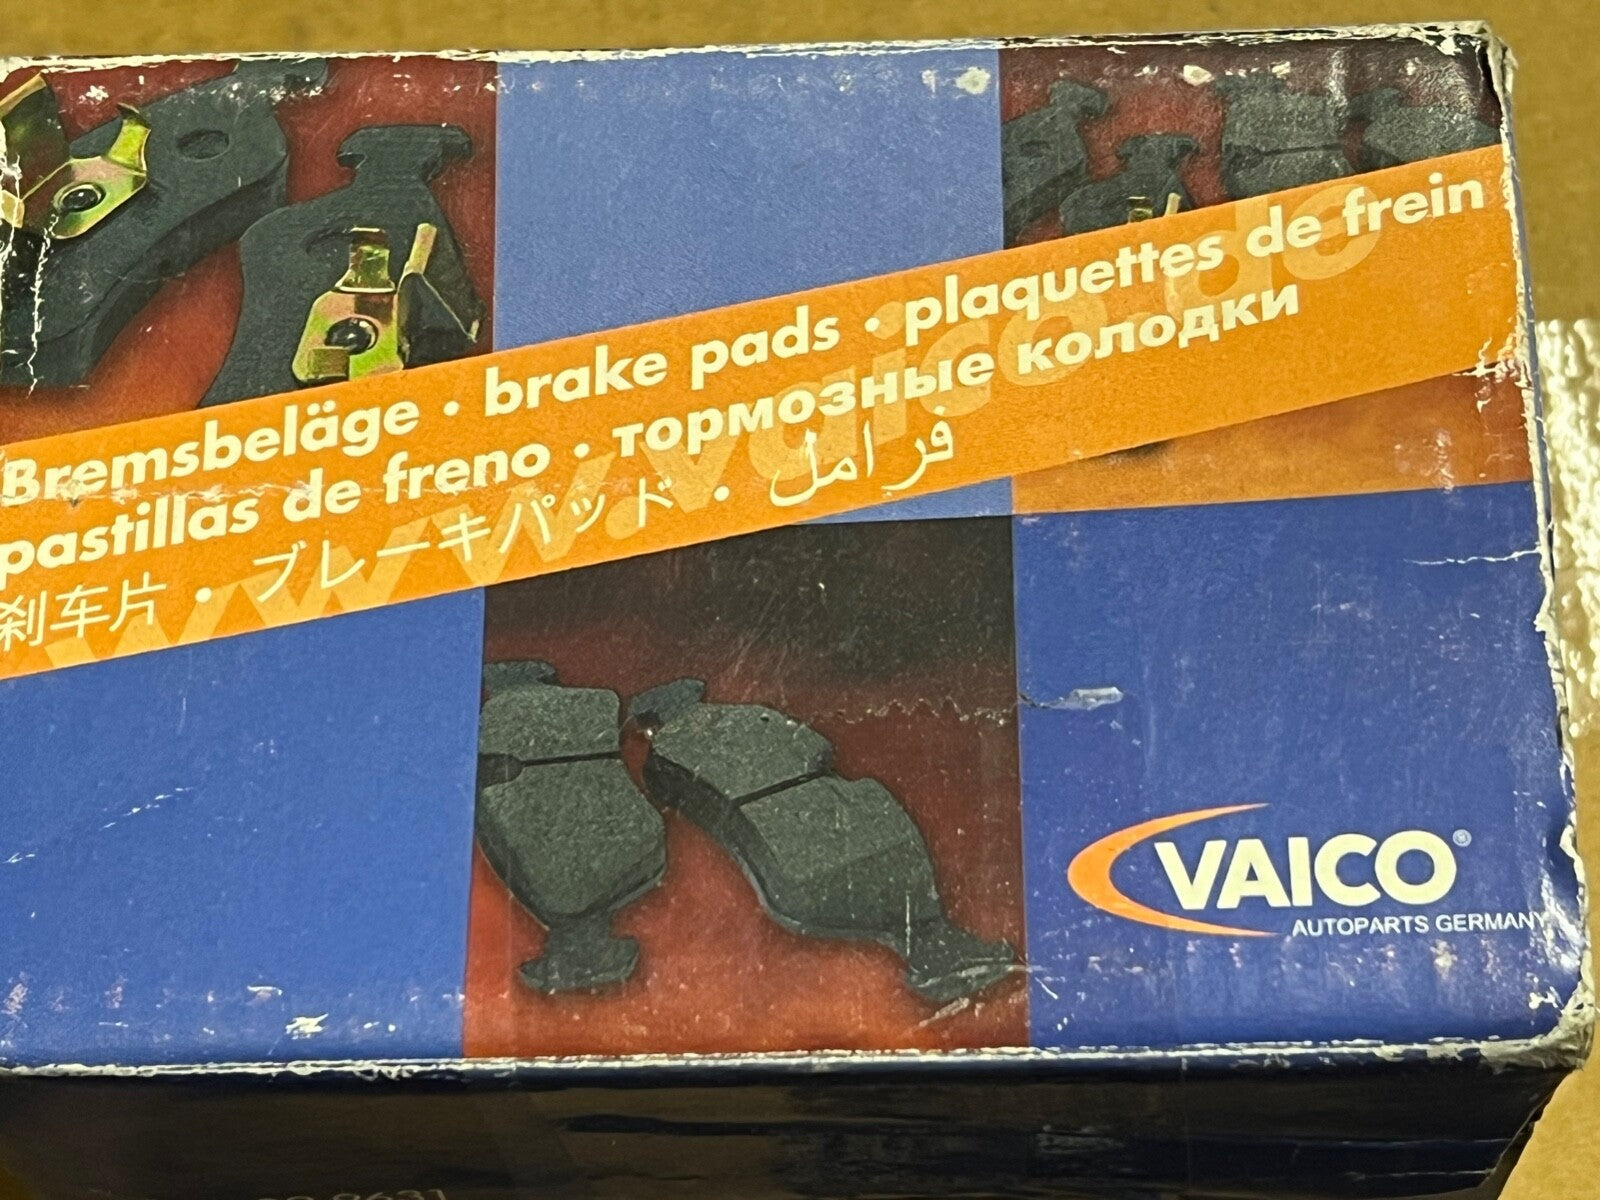 Bremsbeläge · brake pads · plaquettes de frein
pastillas de freno · тормозные колодки
刹车片 · ブレーキパッド · فرامل
www.vaico.de
VAICO®
AUTOPARTS GERMANY